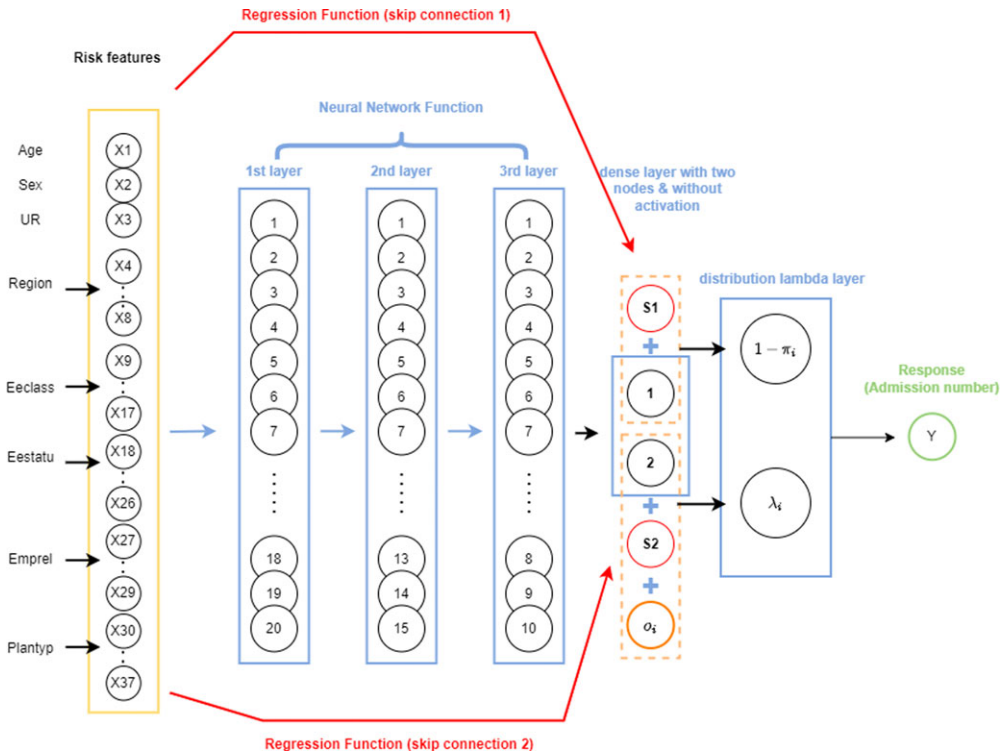 Regression Function (skip connection 1)
Risk features
Neural Network Function
Age
Sex
UR
Region
Eeclass
Eestatu
Emprel
Plantyp
X1
X2
X3
X4
X8
X9
X17
X18
X26
X27
X29
X30
X37
1st layer
1
2
3
4
5
6
7
18
19
20
2nd layer
1
2
3
4
5
6
7
13
14
15
3rd layer
1
2
3
4
5
6
7
8
9
10
dense layer with two
nodes & without
activation
S1
+
1
2
+
S2
+
oᵢ
distribution lambda layer
1 − πᵢ
λᵢ
Response
(Admission number)
Y
Regression Function (skip connection 2)